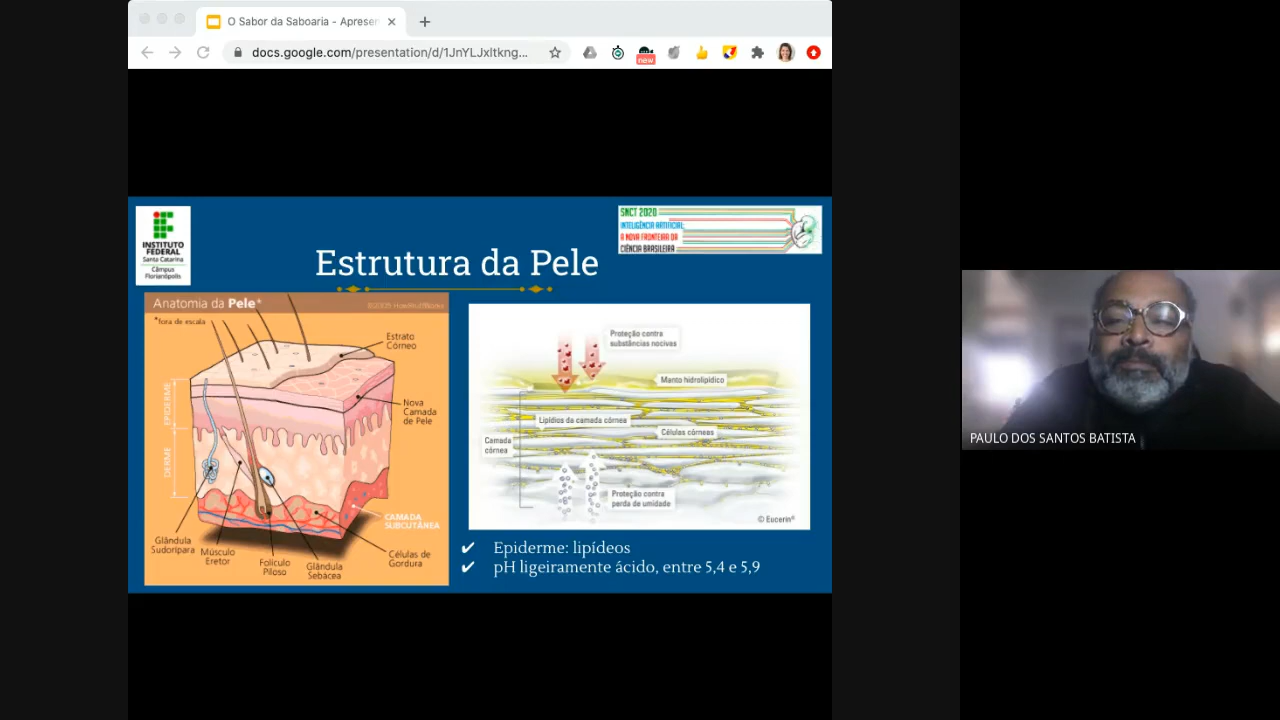 O Sabor da Saboaria - Apresen
docs.google.com/presentation/d/1JnYLJxltkng...
new
INSTITUTO
FEDERAL
Santa Catarina
Câmpus
Florianópolis
SNCT 2020
INTELIGÊNCIA ARTIFICIAL:
A NOVA FRONTEIRA DA
CIÊNCIA BRASILEIRA
Estrutura da Pele
Anatomia da Pele*
*fora de escala
Estrato
Córneo
EPIDERME
Nova
Camada
de Pele
DERME
CAMADA
SUBCUTÂNEA
Glândula
Sudorípara
Músculo
Eretor
Folículo
Piloso
Glândula
Sebácea
Células de
Gordura
Proteção contra
substâncias nocivas
Manto hidrolipídico
Lipídios da camada córnea
Células córneas
Camada
córnea
Proteção contra
perda de umidade
© Eucerin®
✔ Epiderme: lipídeos
✔ pH ligeiramente ácido, entre 5,4 e 5,9
PAULO DOS SANTOS BATISTA